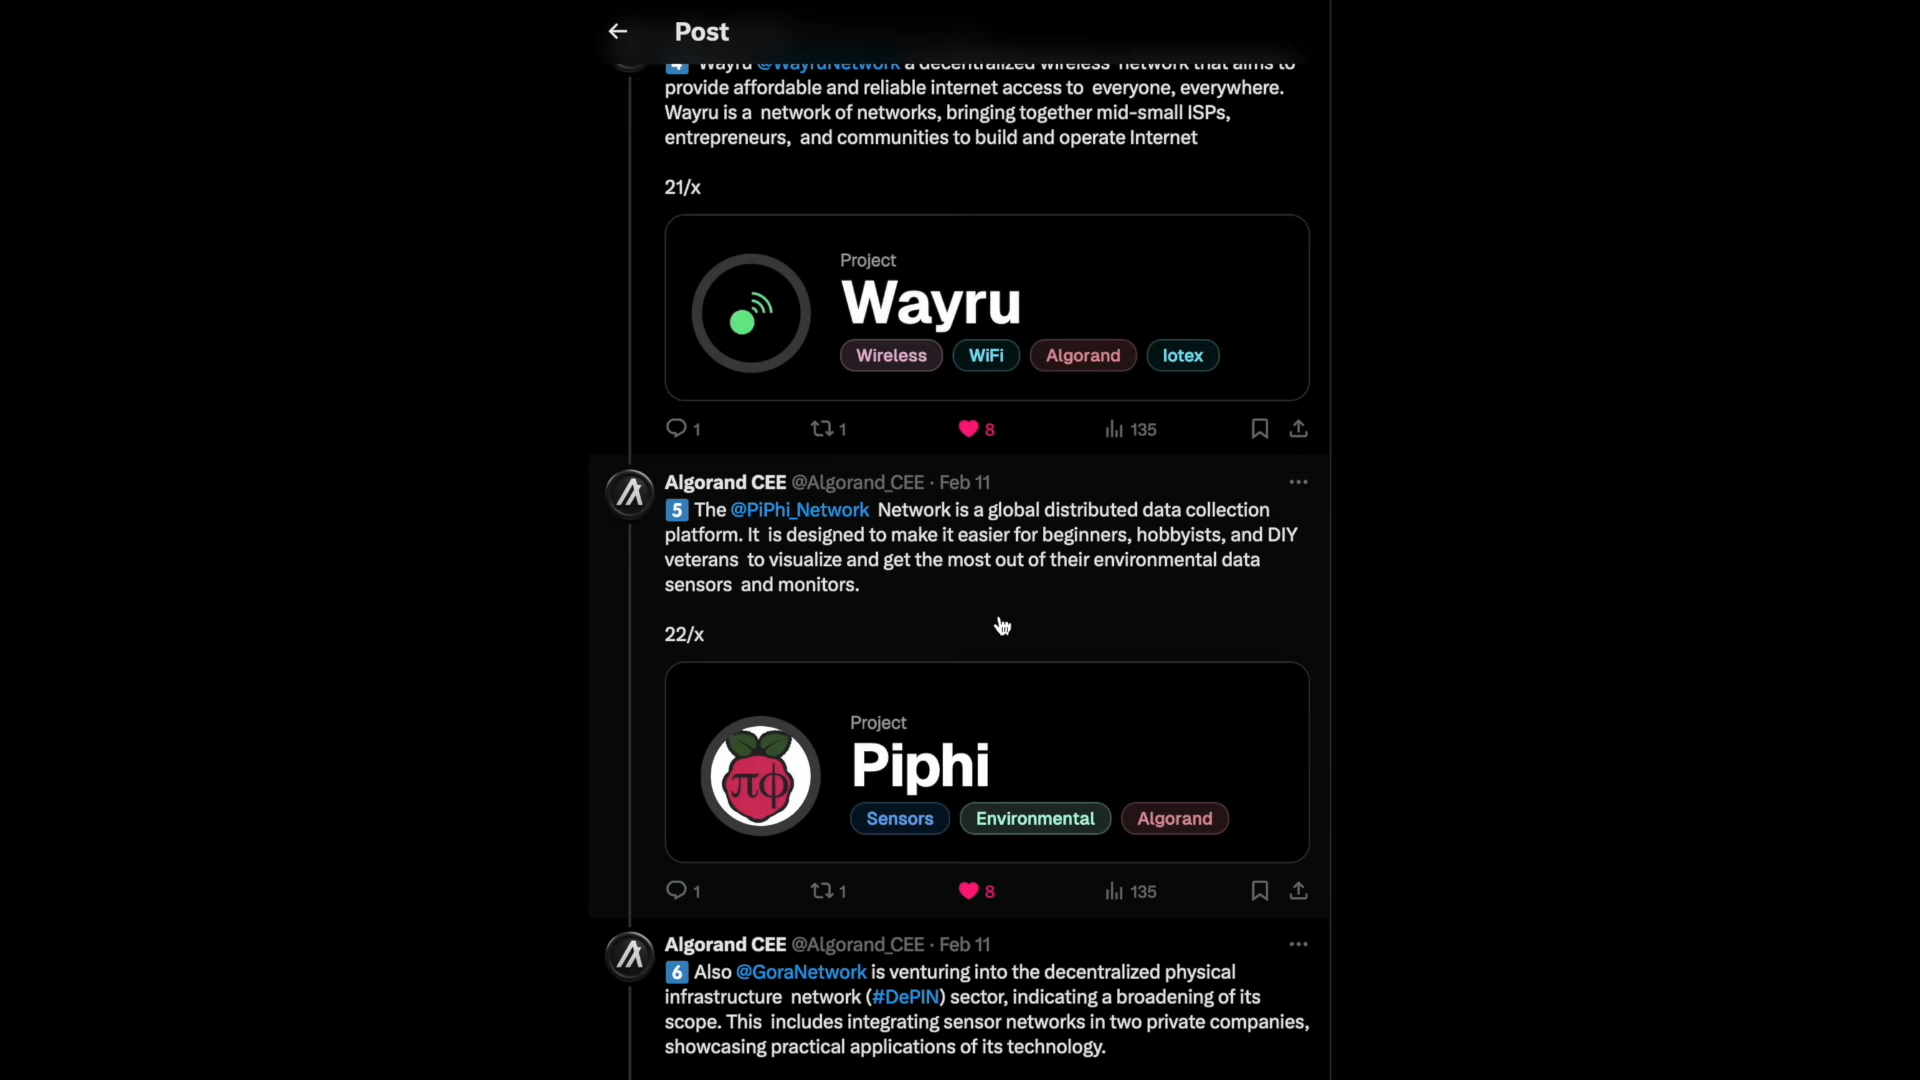 Post
4 Wayru @WayruNetwork a decentralized wireless network that aims to
provide affordable and reliable internet access to everyone, everywhere.
Wayru is a network of networks, bringing together mid-small ISPs,
entrepreneurs, and communities to build and operate Internet
21/x
Project
Wayru
Wireless WiFi Algorand Iotex
1 1 8 135
Algorand CEE @Algorand_CEE · Feb 11
5 The @PiPhi_Network Network is a global distributed data collection
platform. It is designed to make it easier for beginners, hobbyists, and DIY
veterans to visualize and get the most out of their environmental data
sensors and monitors.
22/x
Project
πφ
Piphi
Sensors Environmental Algorand
1 1 8 135
Algorand CEE @Algorand_CEE · Feb 11
6 Also @GoraNetwork is venturing into the decentralized physical
infrastructure network (#DePIN) sector, indicating a broadening of its
scope. This includes integrating sensor networks in two private companies,
showcasing practical applications of its technology.